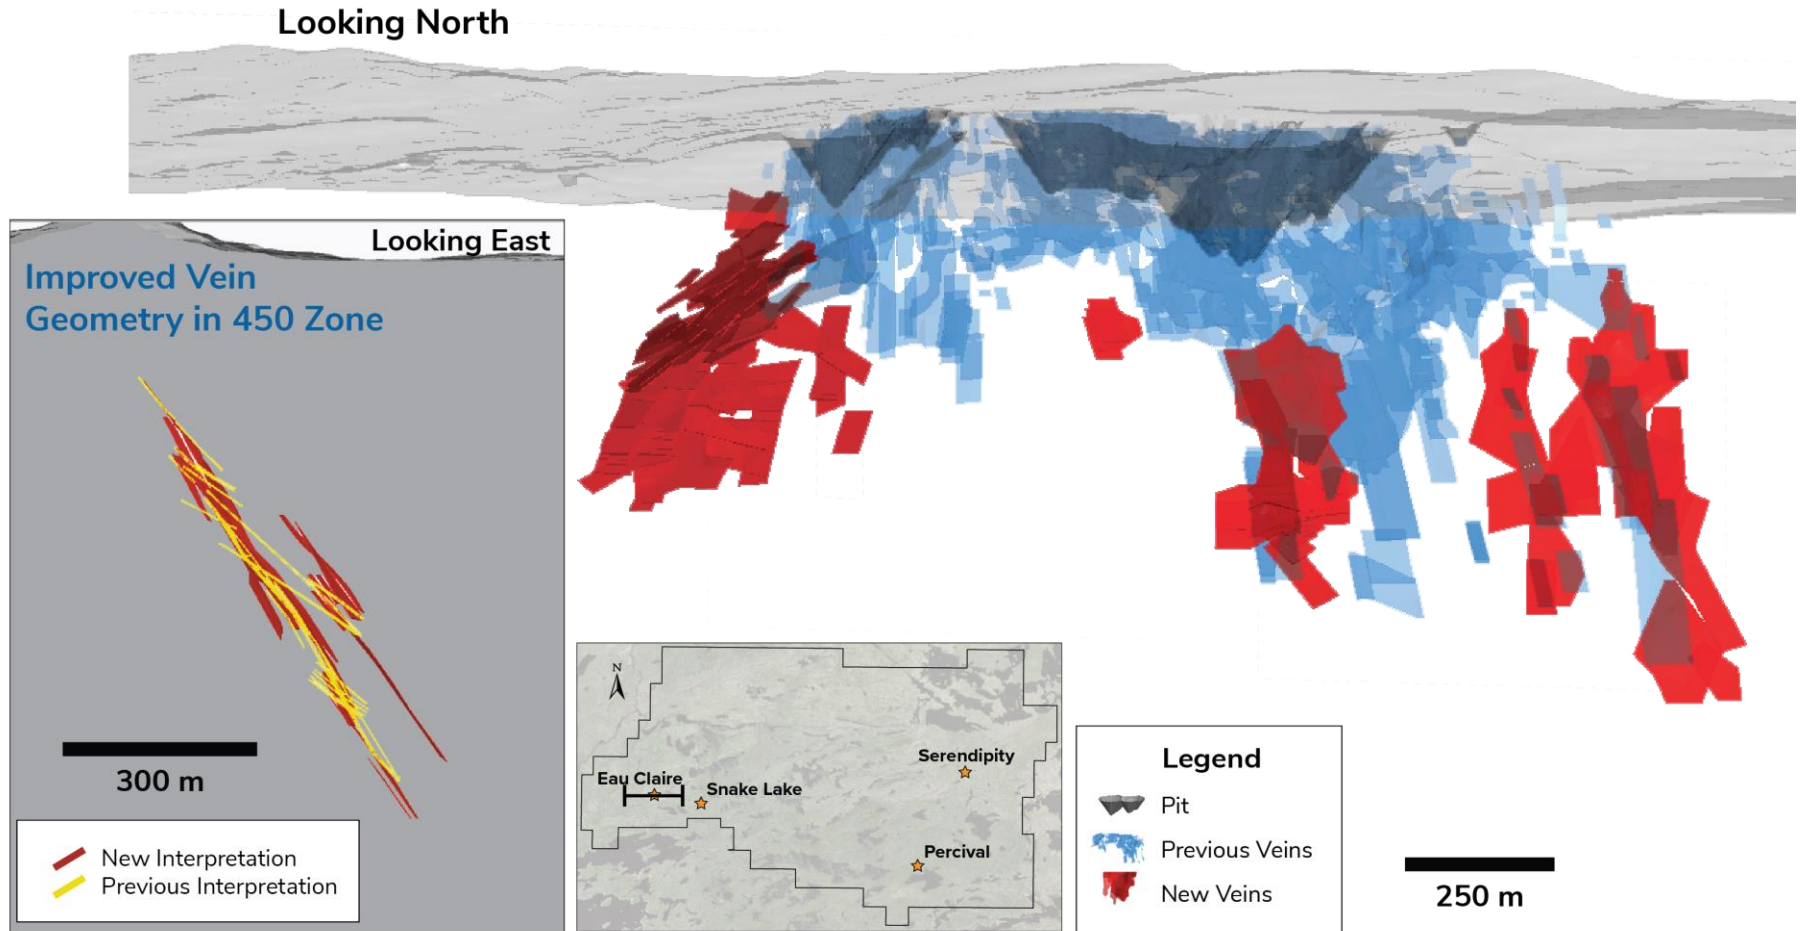 Looking North
Looking East
Improved Vein
Geometry in 450 Zone
300 m
New Interpretation
Previous Interpretation
N
Serendipity
Eau Claire
Snake Lake
Percival
Legend
Pit
Previous Veins
New Veins
250 m